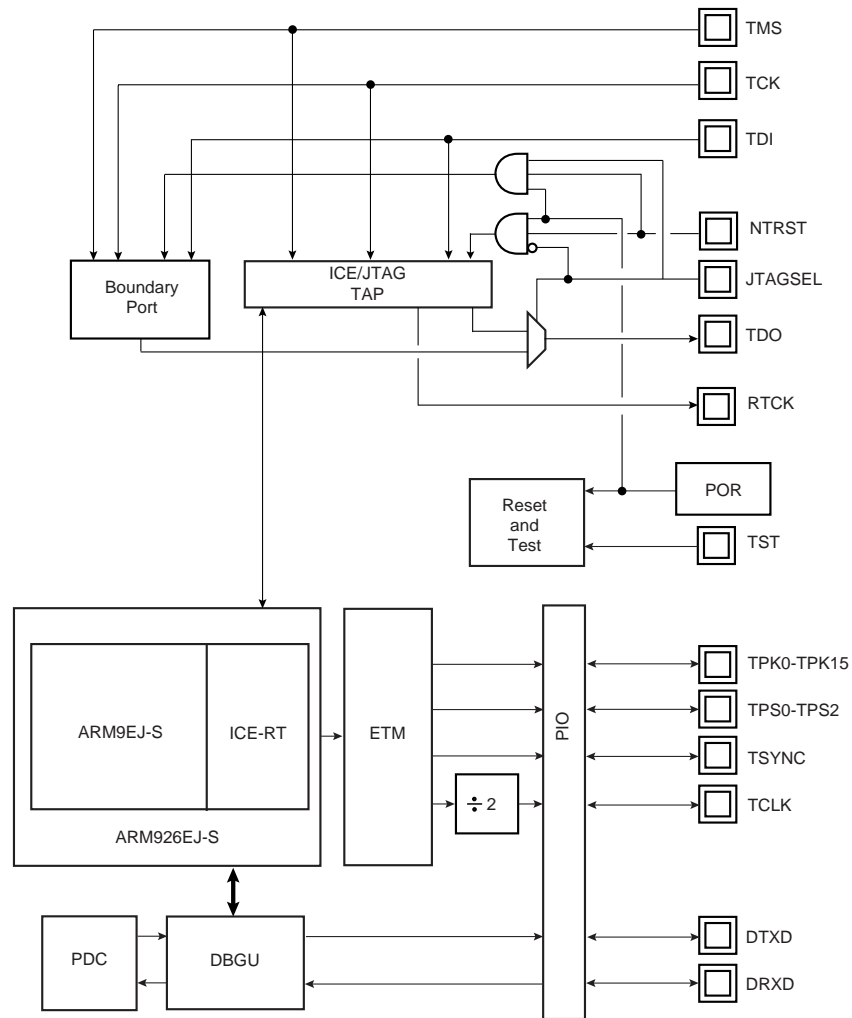 TMS
TCK
TDI
NTRST
ICE/JTAG
TAP
Boundary
Port
JTAGSEL
TDO
RTCK
POR
Reset
and
Test
TST
TPK0-TPK15
TPS0-TPS2
ARM9EJ-S
ICE-RT
ETM
PIO
TSYNC
÷ 2
TCLK
ARM926EJ-S
PDC
DBGU
DTXD
DRXD